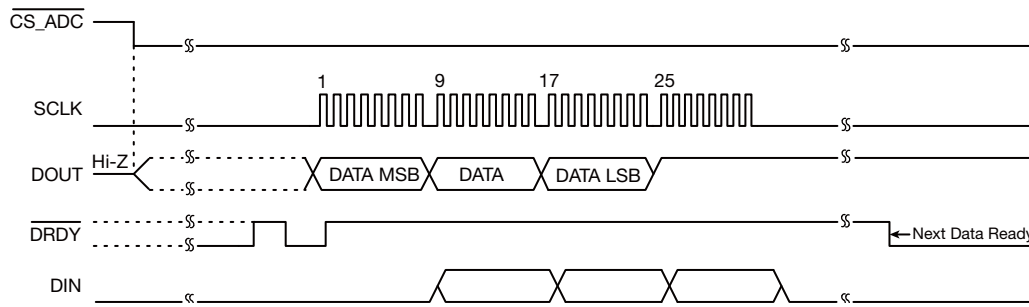 CS_ADC
1 9 17 25
SCLK
Hi-Z
DOUT DATA MSB DATA DATA LSB
DRDY Next Data Ready
DIN